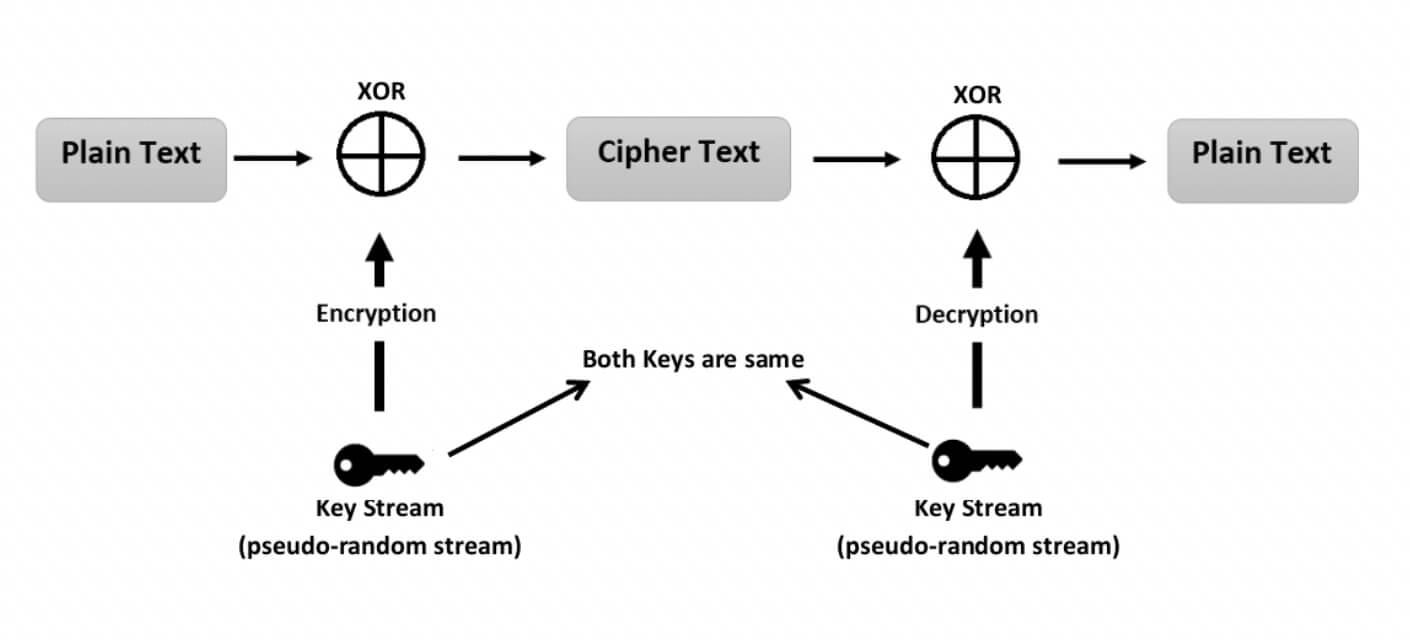 XOR
XOR
Plain Text
Cipher Text
Plain Text
Encryption
Decryption
Both Keys are same
Key Stream
(pseudo-random stream)
Key Stream
(pseudo-random stream)